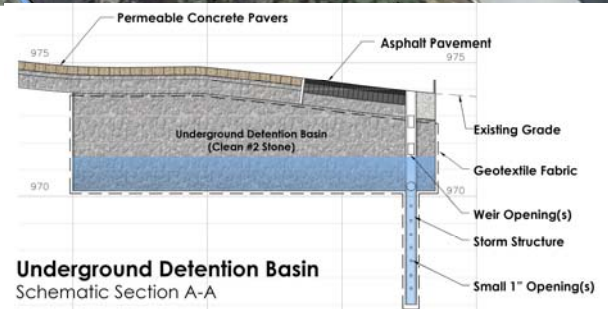 Permeable Concrete Pavers
Asphalt Pavement
975
975
Underground Detention Basin
(Clean #2 Stone)
Existing Grade
Geotextile Fabric
970
970
Weir Opening(s)
Storm Structure
Small 1" Opening(s)
Underground Detention Basin
Schematic Section A-A